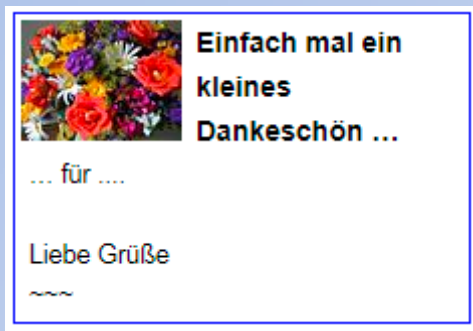 Einfach mal ein
kleines
Dankeschön …
… für ....
Liebe Grüße
~~~